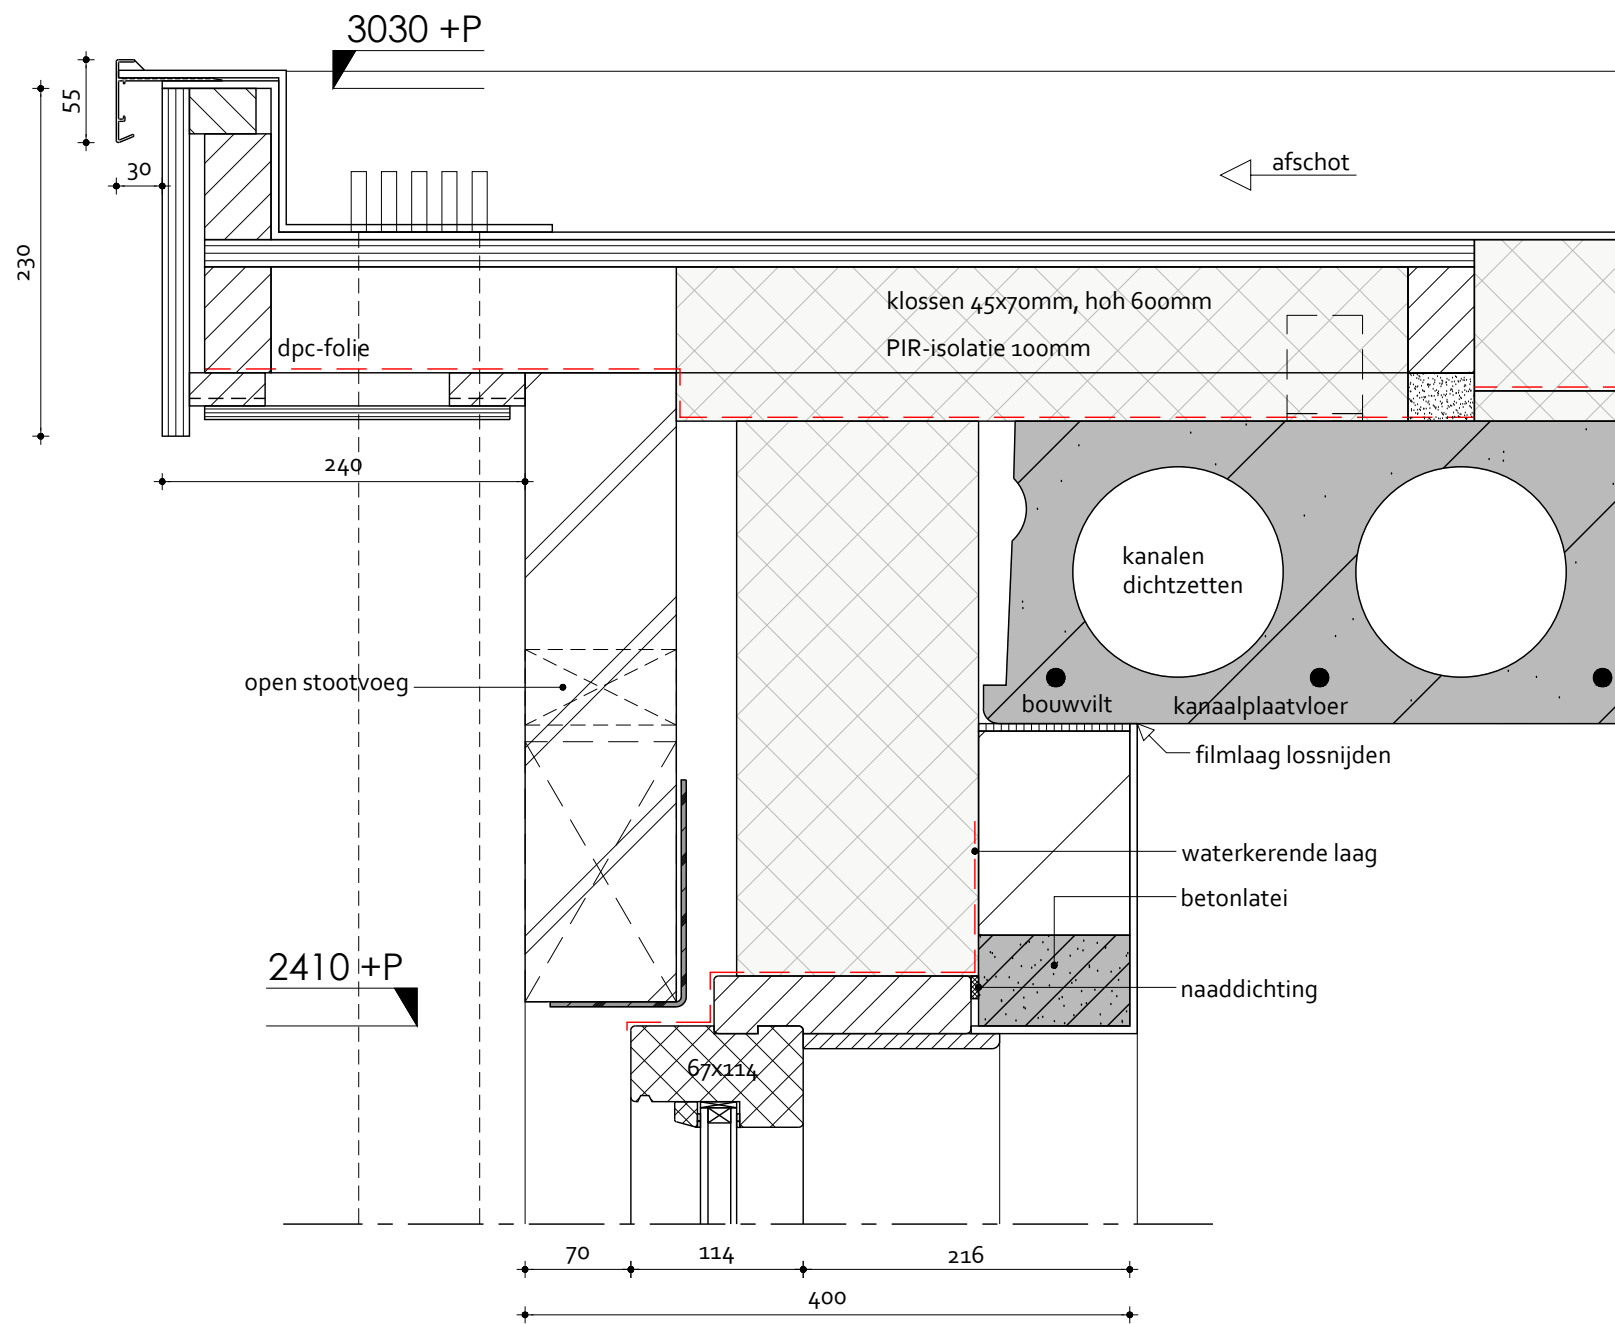 3030 +P
55
30
230
afschot
klossen 45x70mm, hoh 600mm
dpc-folie
PIR-isolatie 100mm
240
kanalen
dichtzetten
open stootvoeg
bouwvilt
kanaalplaatvloer
filmlaag lossnijden
waterkerende laag
betonlatei
2410 +P
naaddichting
67x114
70
114
216
400